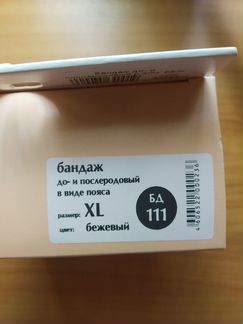 бандаж
до- и послеродовый
в виде пояса
размер: XL
цвет: бежевый
БД
111